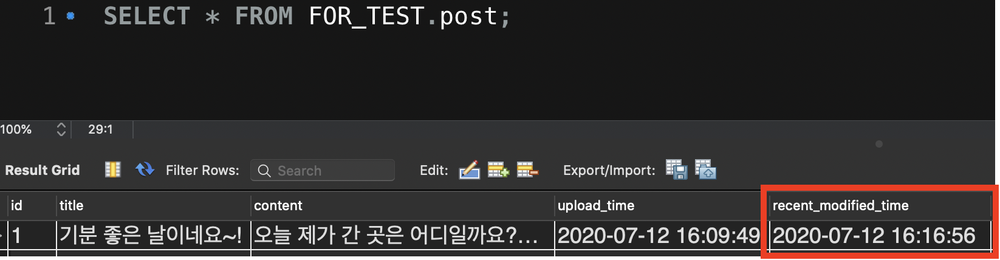 1 SELECT * FROM FOR_TEST.post;
100% 29:1
Result Grid Filter Rows: Search Edit: Export/Import:
id title content upload_time recent_modified_time
1 기분 좋은 날이네요~! 오늘 제가 간 곳은 어디일까요?... 2020-07-12 16:09:49 2020-07-12 16:16:56